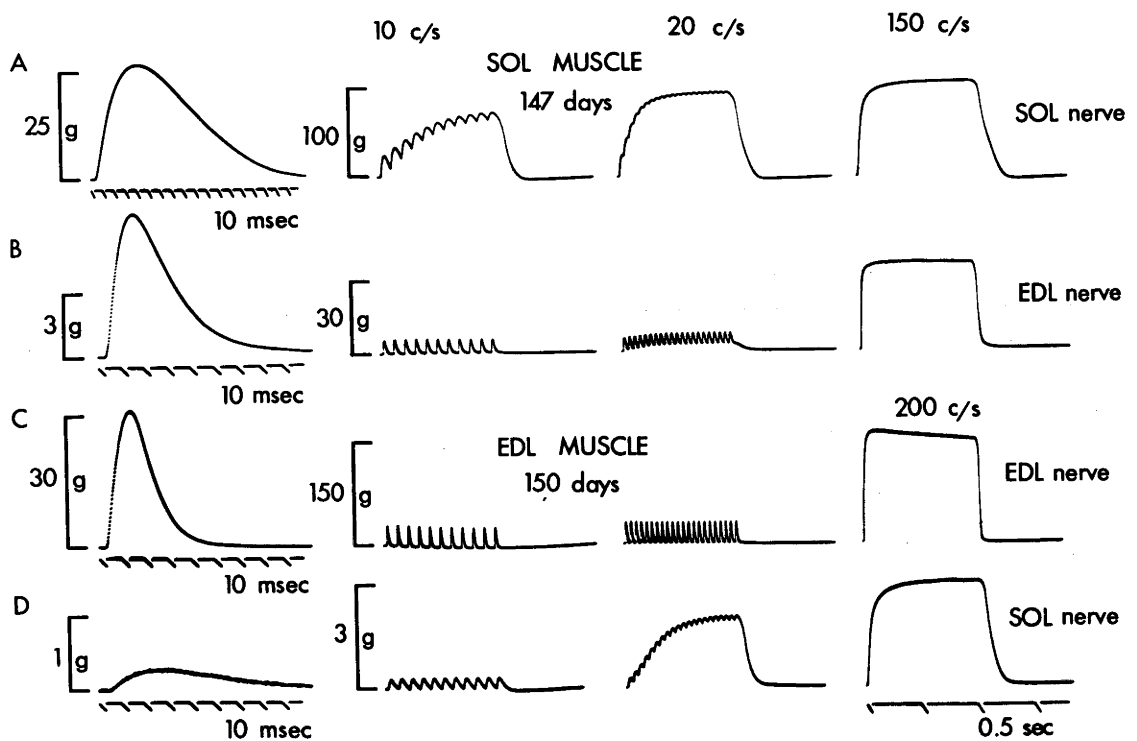 10 c/s 20 c/s 150 c/s
A
SOL MUSCLE
147 days
25 g
100 g
SOL nerve
10 msec
B
3 g
30 g
EDL nerve
10 msec
C
200 c/s
EDL MUSCLE
150 days
30 g
150 g
EDL nerve
10 msec
D
1 g
3 g
SOL nerve
10 msec
0.5 sec